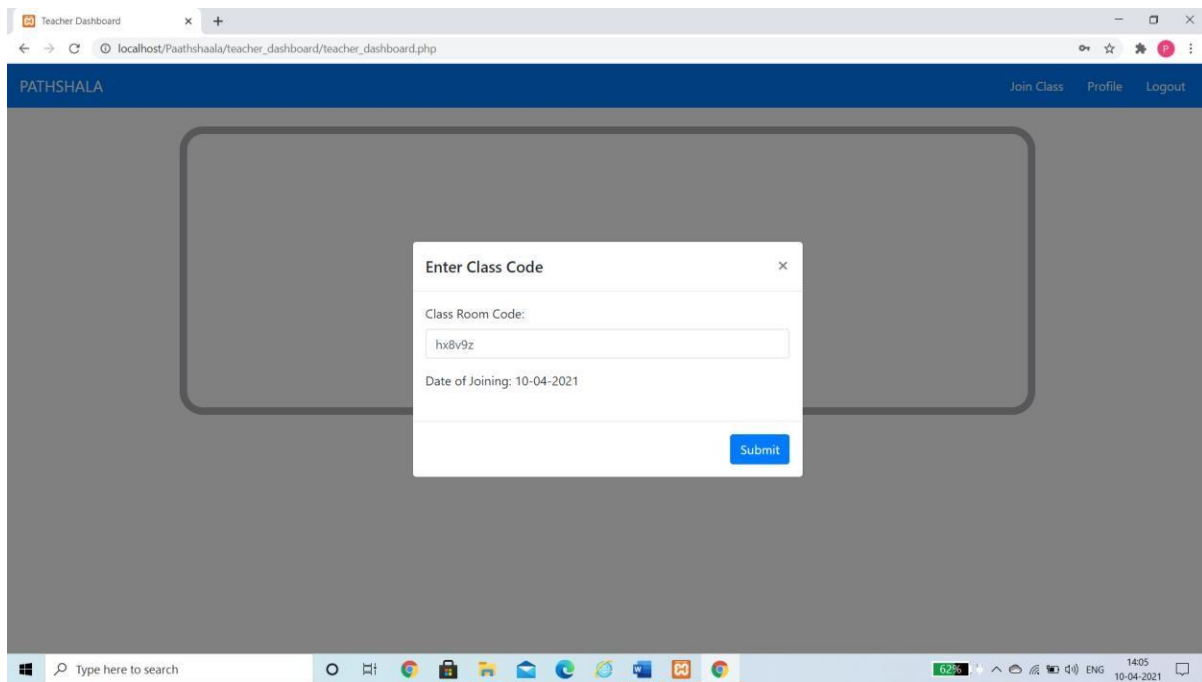 Teacher Dashboard
localhost/Paathshaala/teacher_dashboard/teacher_dashboard.php
P
PATHSHALA Join Class Profile Logout
Enter Class Code
Class Room Code:
hx8v9z
Date of Joining: 10-04-2021
Submit
Type here to search
62% ENG 14:05
10-04-2021